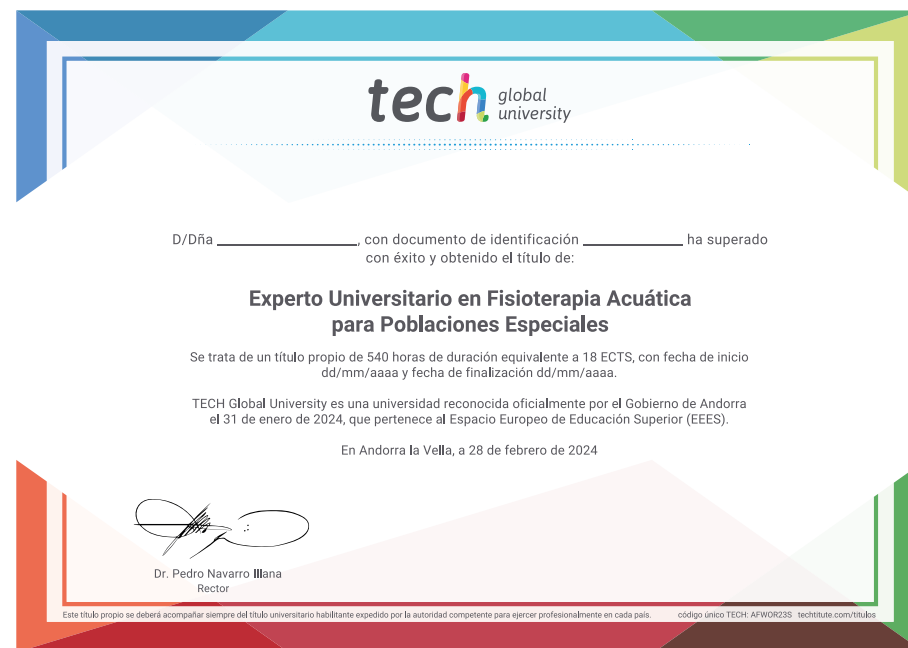 tech global university
D/Dña ____________________, con documento de identificación ______________ ha superado
con éxito y obtenido el título de:
Experto Universitario en Fisioterapia Acuática
para Poblaciones Especiales
Se trata de un título propio de 540 horas de duración equivalente a 18 ECTS, con fecha de inicio
dd/mm/aaaa y fecha de finalización dd/mm/aaaa.
TECH Global University es una universidad reconocida oficialmente por el Gobierno de Andorra
el 31 de enero de 2024, que pertenece al Espacio Europeo de Educación Superior (EEES).
En Andorra la Vella, a 28 de febrero de 2024
Dr. Pedro Navarro Illana
Rector
Este título propio se deberá acompañar siempre del título universitario habilitante expedido por la autoridad competente para ejercer profesionalmente en cada país. código único TECH: AFWOR23S techtitute.com/titulos